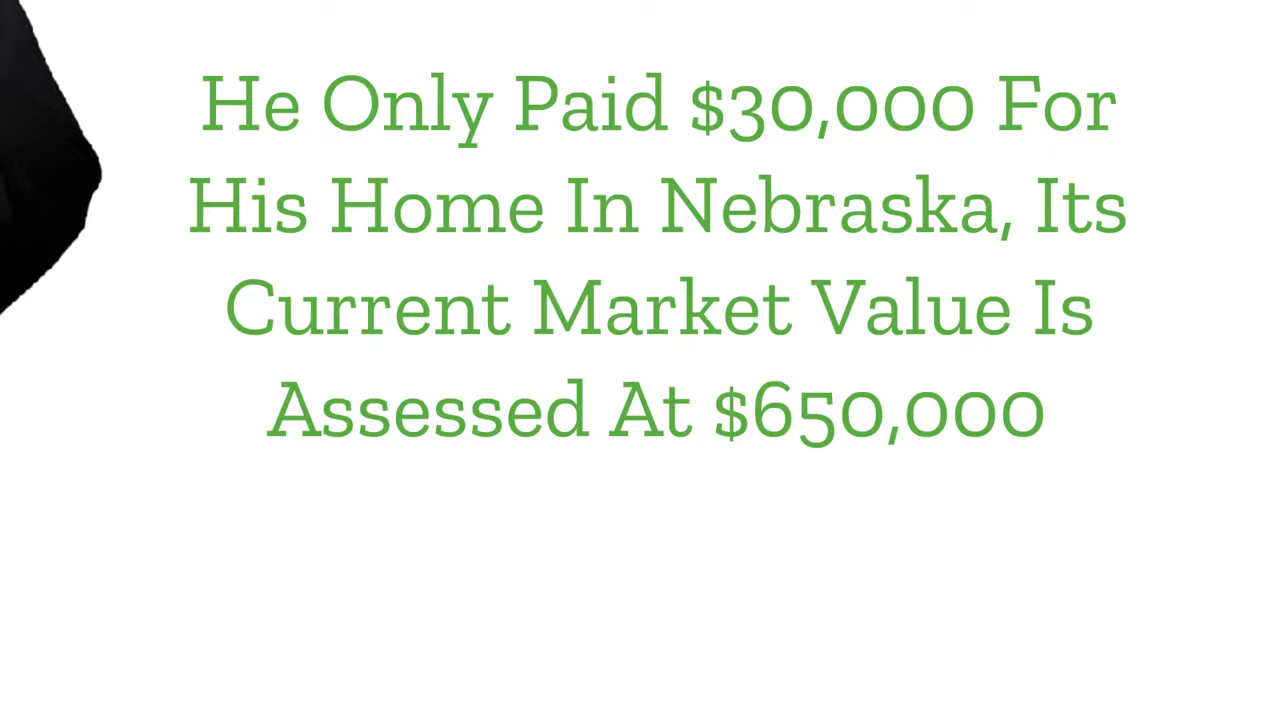 He Only Paid $30,000 For
His Home In Nebraska, Its
Current Market Value Is
Assessed At $650,000